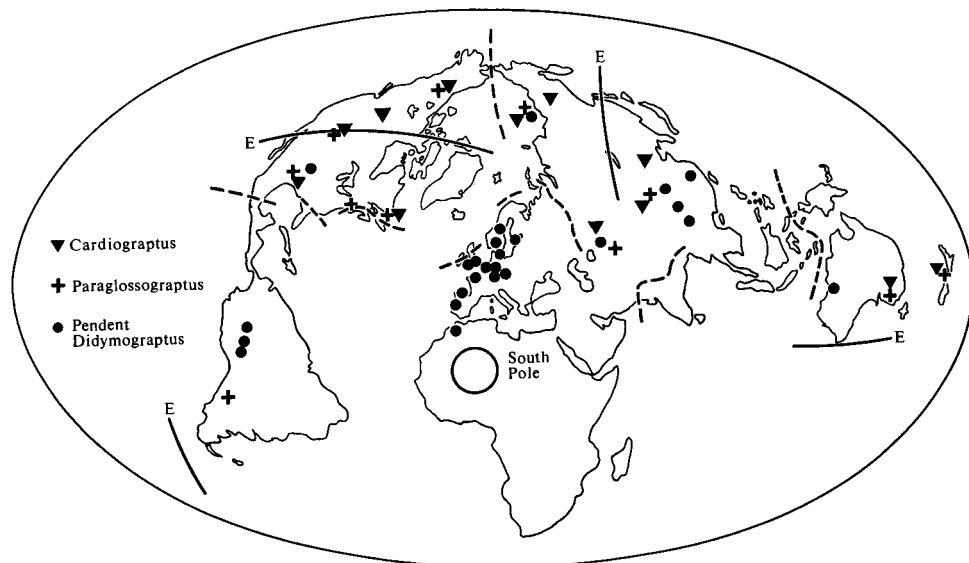 E
E
E
E
E
Cardiograptus
Paraglossograptus
Pendent
Didymograptus
South
Pole